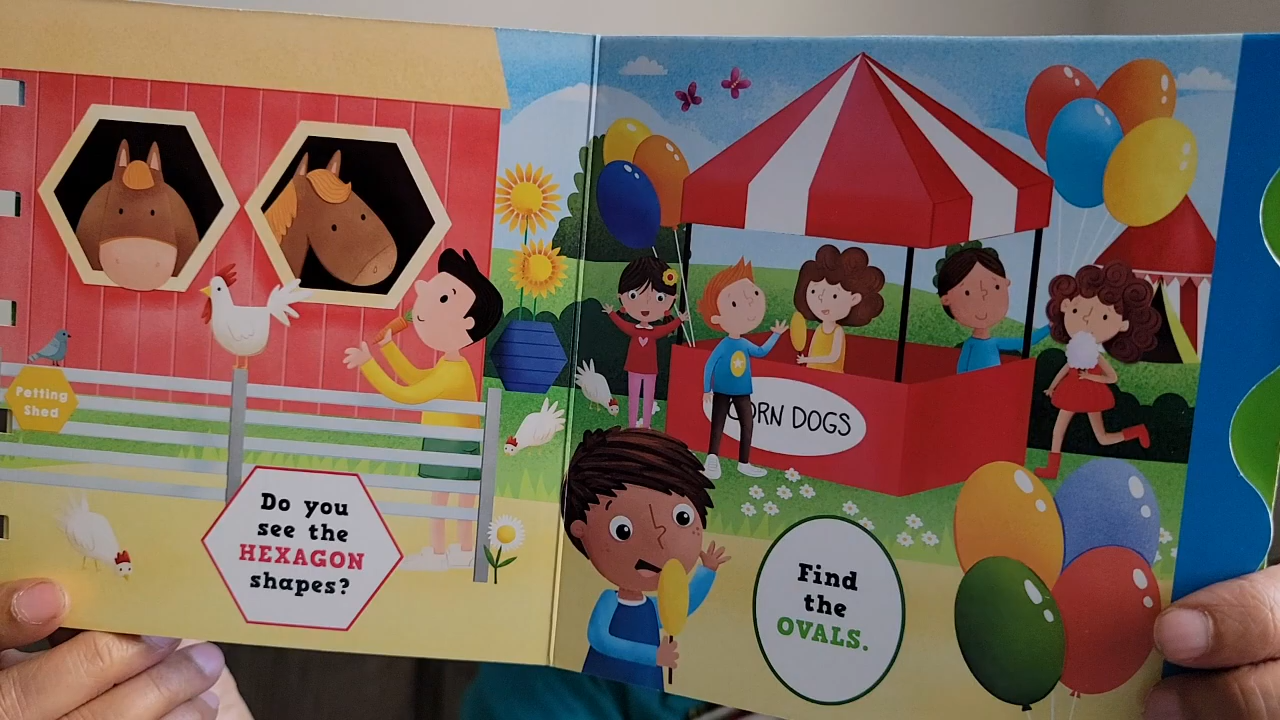 Petting
Shed
Do you
see the
HEXAGON
shapes?
CORN DOGS
Find
the
OVALS.